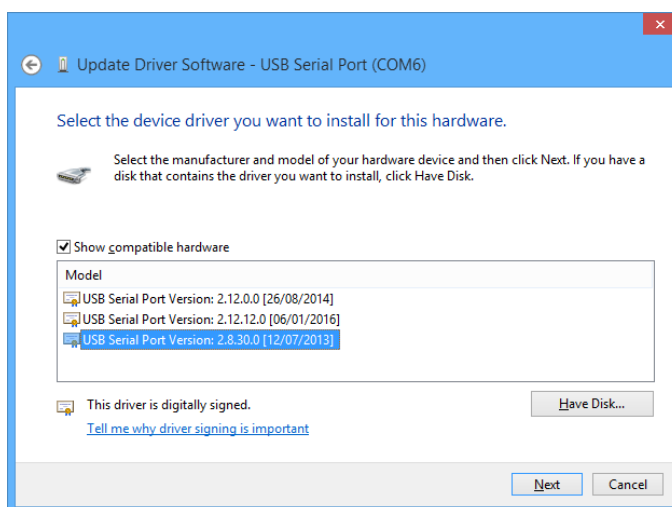 Update Driver Software - USB Serial Port (COM6)
Select the device driver you want to install for this hardware.
Select the manufacturer and model of your hardware device and then click Next. If you have a
disk that contains the driver you want to install, click Have Disk.
Show compatible hardware
Model
USB Serial Port Version: 2.12.0.0 [26/08/2014]
USB Serial Port Version: 2.12.12.0 [06/01/2016]
USB Serial Port Version: 2.8.30.0 [12/07/2013]
This driver is digitally signed.
Have Disk...
Tell me why driver signing is important
Next Cancel